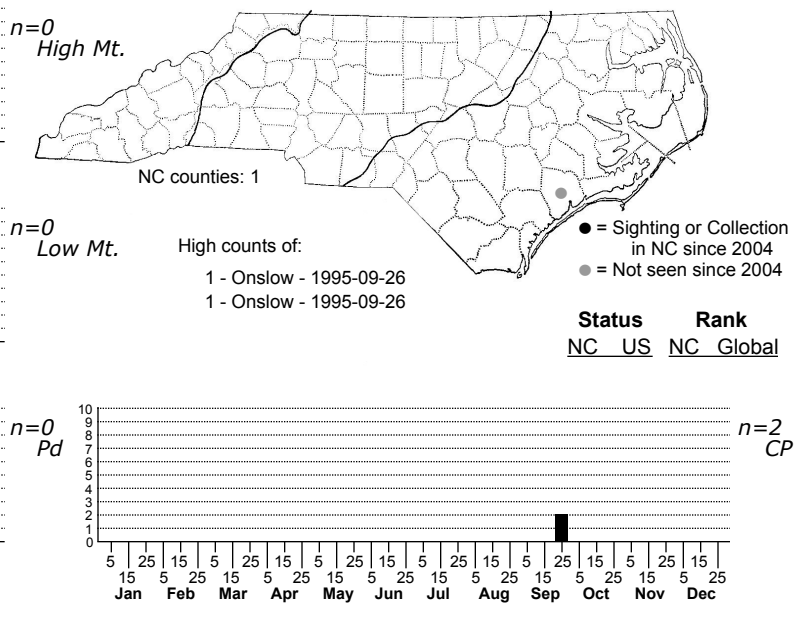 n=0
High Mt.
NC counties: 1
n=0
Low Mt.
High counts of:
1 - Onslow - 1995-09-26
1 - Onslow - 1995-09-26
● = Sighting or Collection
in NC since 2004
● = Not seen since 2004
Status Rank
NC US NC Global
n=0
Pd
n=2
CP
10
9
8
7
6
5
4
3
2
1
0
5 25 15 5 25 15 5 25 15 5 25 15 5 25 15 5 25 15
15 5 25 15 5 25 15 5 25 15 5 25 15 5 25 15 5 25
Jan Feb Mar Apr May Jun Jul Aug Sep Oct Nov Dec